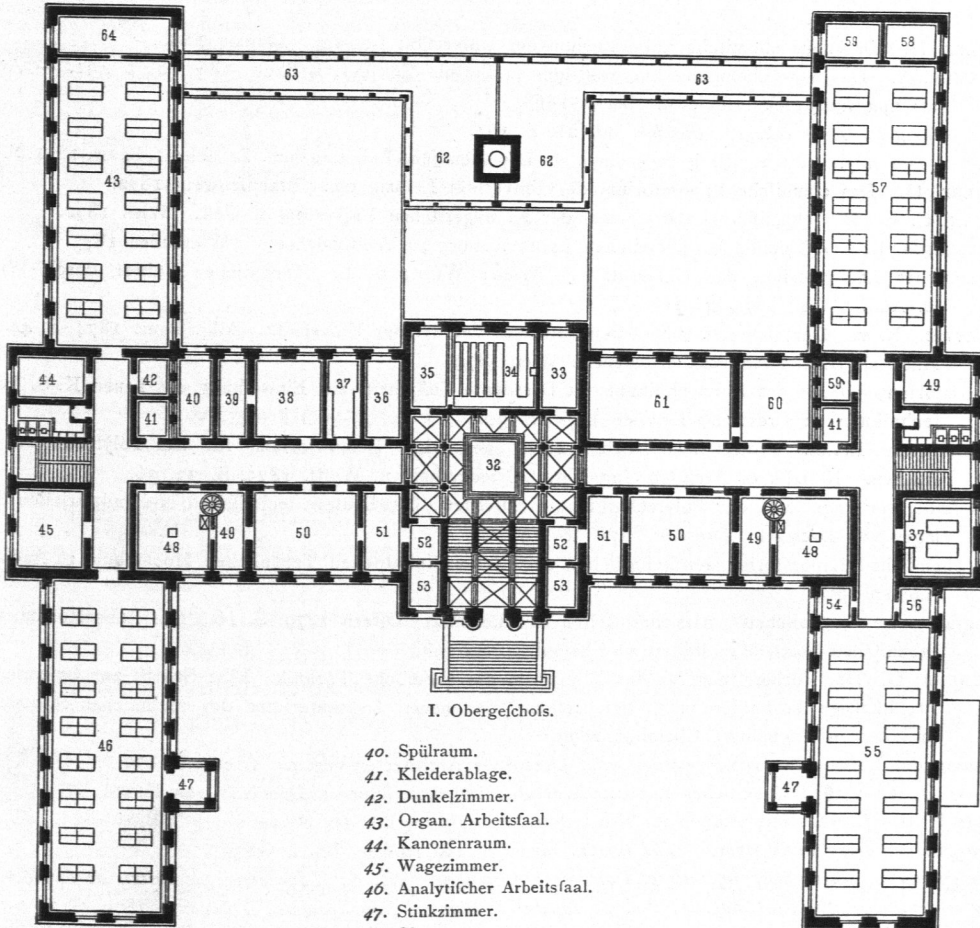 64
59 58
63 63
43
62 62
57
44 42 40 39 38 37 36 35 34 33 61 60 59 49
41 41
32
45 48 49 50 51 52 52 51 50 49 48 37
53 53 54 56
I. Obergeſchoſs.
46 47 47 55
40. Spülraum.
41. Kleiderablage.
42. Dunkelzimmer.
43. Organ. Arbeitsſaal.
44. Kanonenraum.
45. Wagezimmer.
46. Analytiſcher Arbeitsſaal.
47. Stinkzimmer.